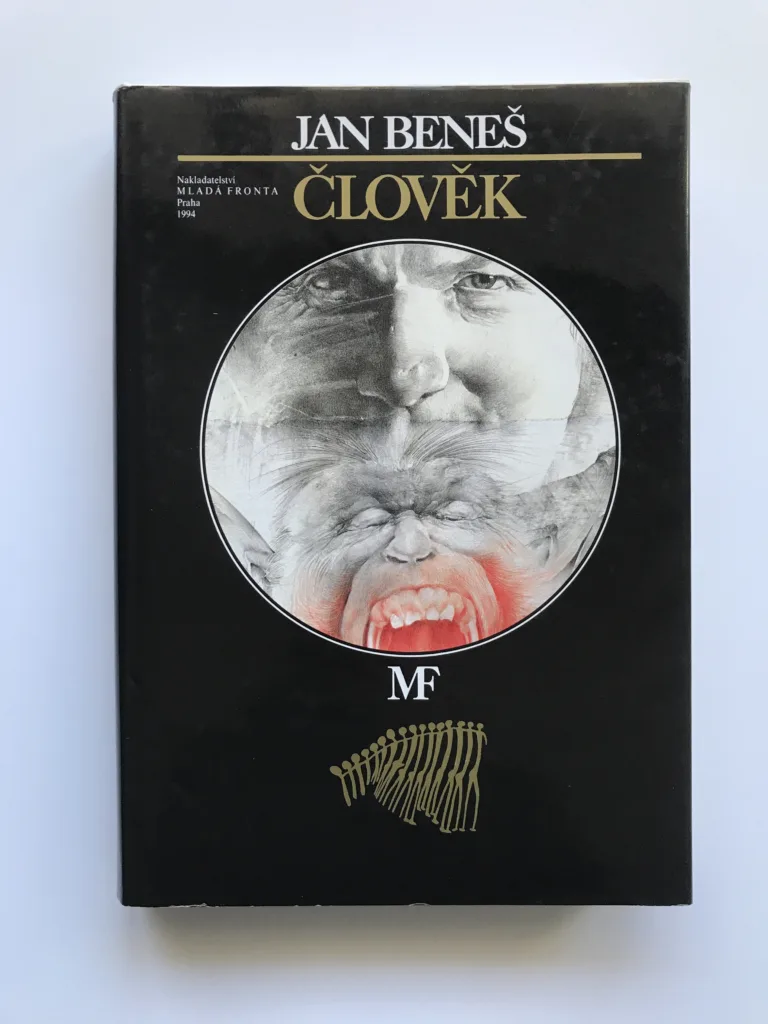 JAN BENEŠ
Nakladatelství
MLADÁ FRONTA
Praha
1994
ČLOVĚK
MF